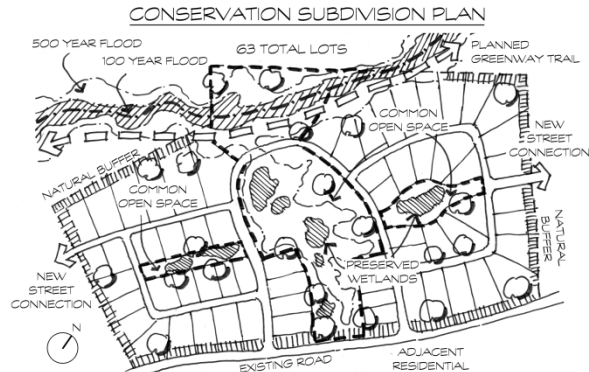 CONSERVATION SUBDIVISION PLAN
500 YEAR FLOOD
100 YEAR FLOOD
63 TOTAL LOTS
PLANNED
GREENWAY TRAIL
COMMON
OPEN SPACE
NEW
STREET
CONNECTION
NATURAL BUFFER
COMMON
OPEN SPACE
NATURAL
BUFFER
PRESERVED
WETLANDS
NEW
STREET
CONNECTION
N
EXISTING ROAD
ADJACENT
RESIDENTIAL